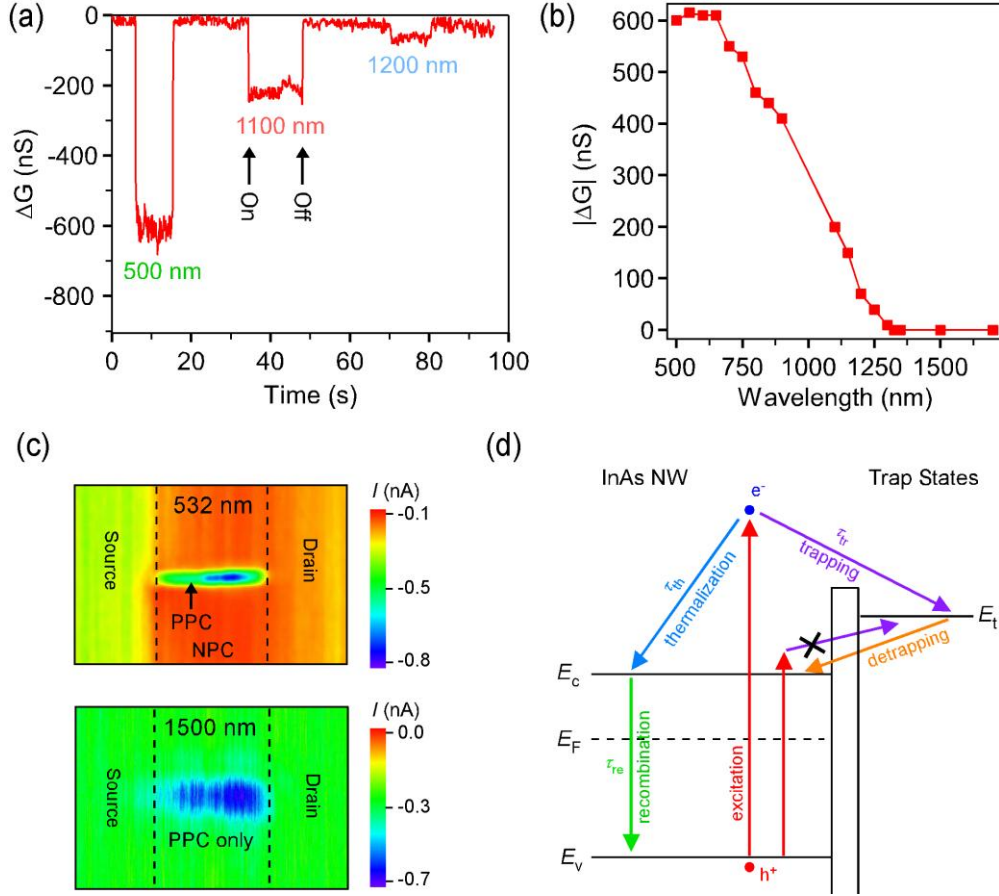 (a)
0
-200
-400
-600
-800
ΔG (nS)
500 nm
1100 nm
1200 nm
On
Off
0 20 40 60 80 100
Time (s)
(b)
600
500
400
300
200
100
0
|ΔG| (nS)
500 750 1000 1250 1500
Wavelength (nm)
(c)
532 nm
Source
Drain
PPC
NPC
I (nA)
-0.1
-0.5
-0.8
1500 nm
Source
Drain
PPC only
I (nA)
0.0
-0.3
-0.7
(d)
InAs NW
Trap States
e-
τth
thermalization
τtr
trapping
Et
detrapping
Ec
EF
τre
recombination
excitation
Ev
h+